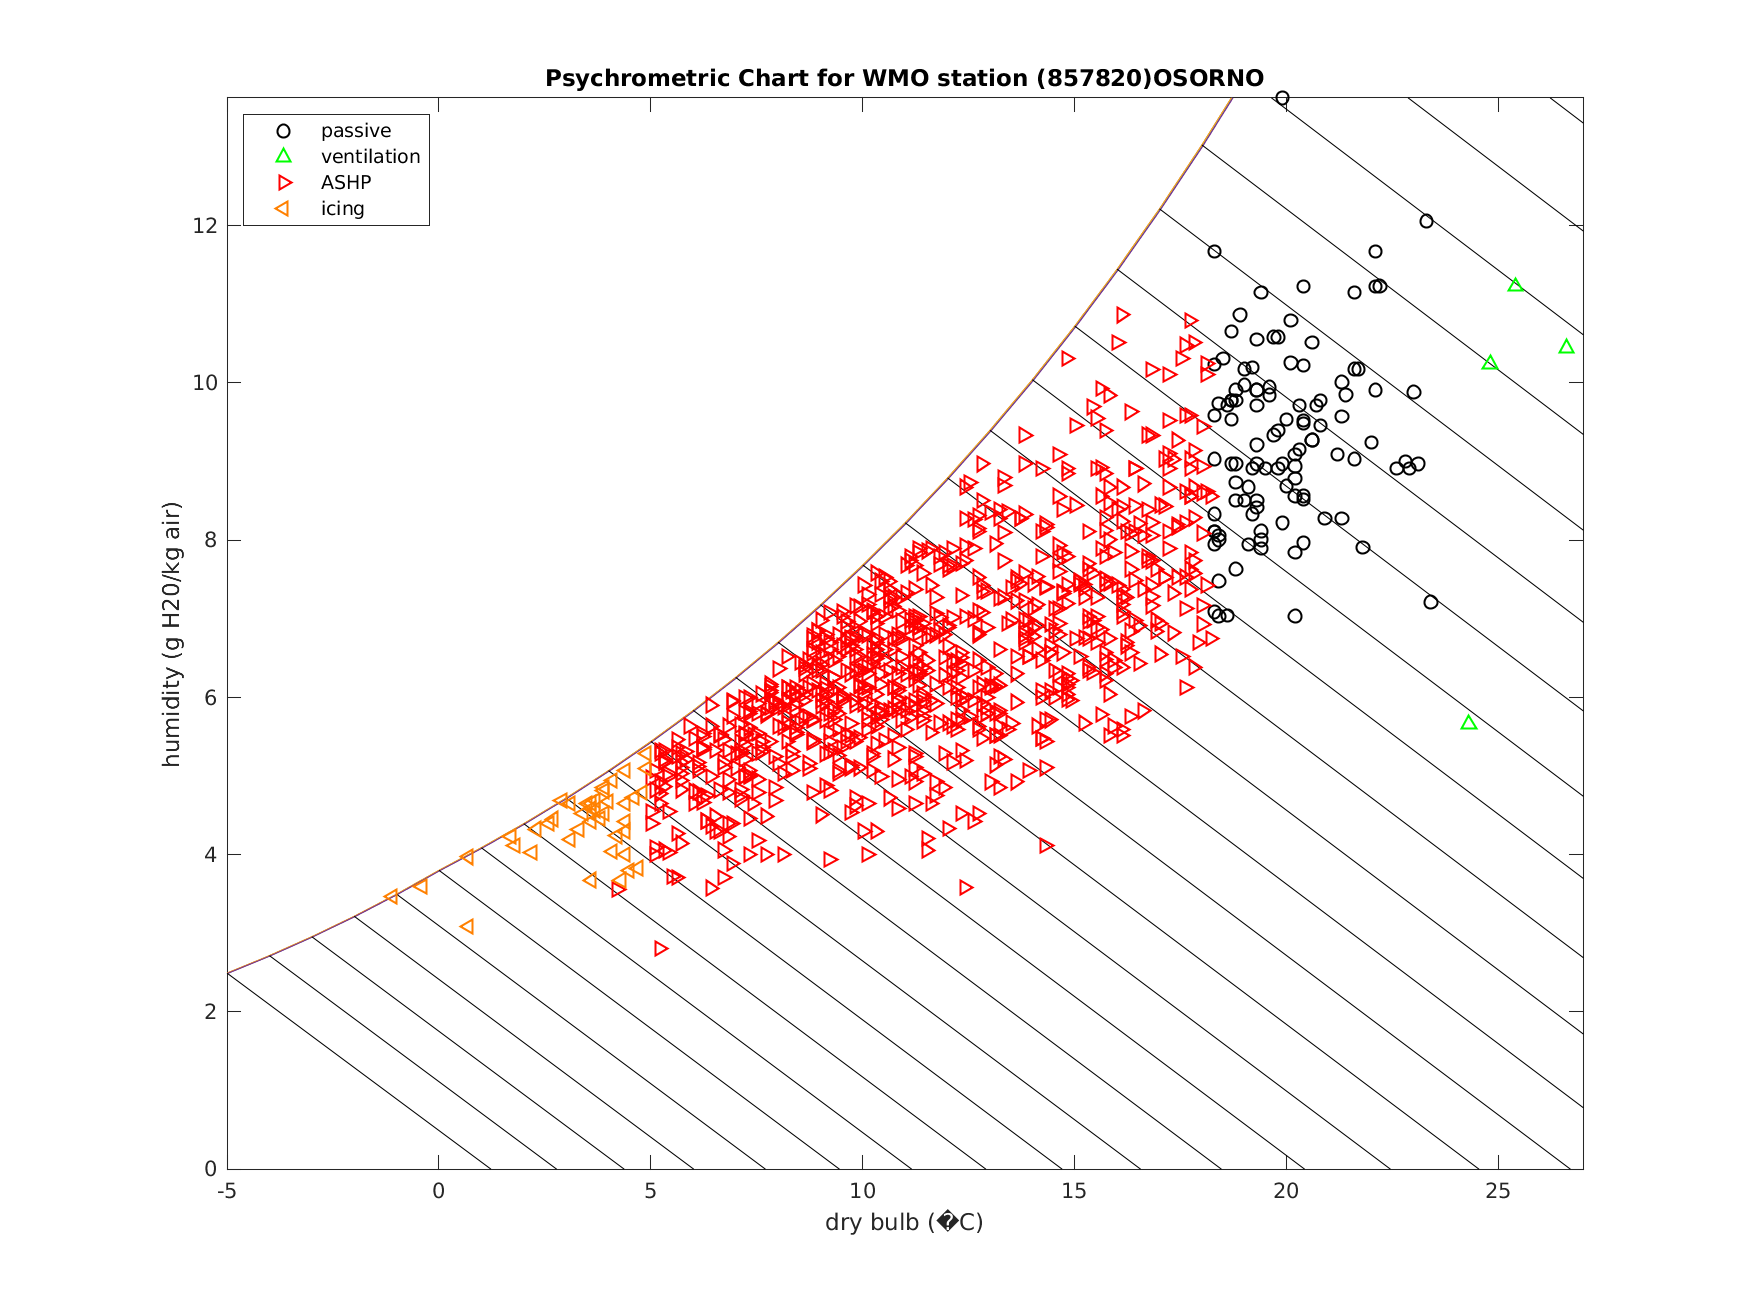 Psychrometric Chart for WMO station (857820)OSORNO
passive
ventilation
ASHP
icing
12
10
8
6
4
2
0
humidity (g H20/kg air)
-5 0 5 10 15 20 25
dry bulb (�C)